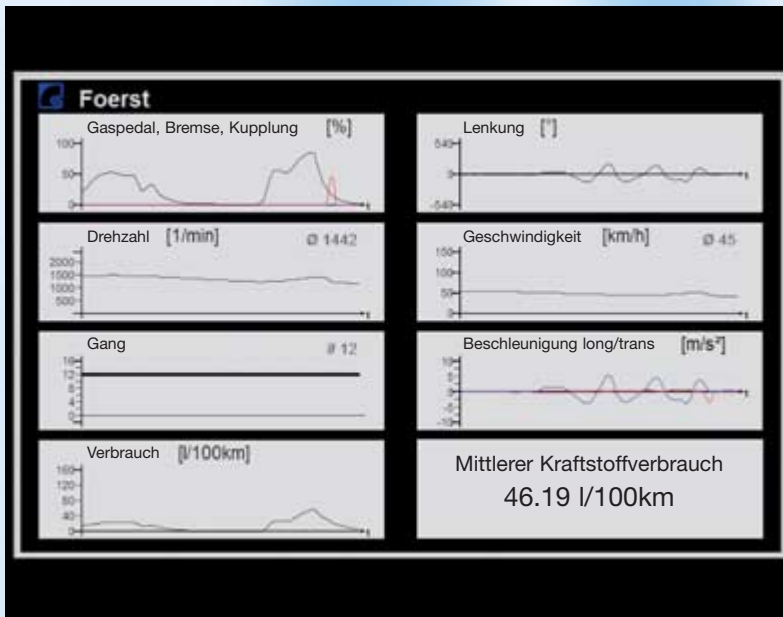 Foerst
Gaspedal, Bremse, Kupplung [%]
100
50
0
t
Lenkung [°]
540
0
-540
t
Drehzahl [1/min] Ø 1442
2000
1500
1000
500
t
Geschwindigkeit [km/h] Ø 45
150
100
50
0
t
Gang # 12
16
12
8
4
0
Beschleunigung long/trans [m/s²]
10
5
0
-5
-10
t
Verbrauch [l/100km]
160
120
80
40
0
t
Mittlerer Kraftstoffverbrauch
46.19 l/100km